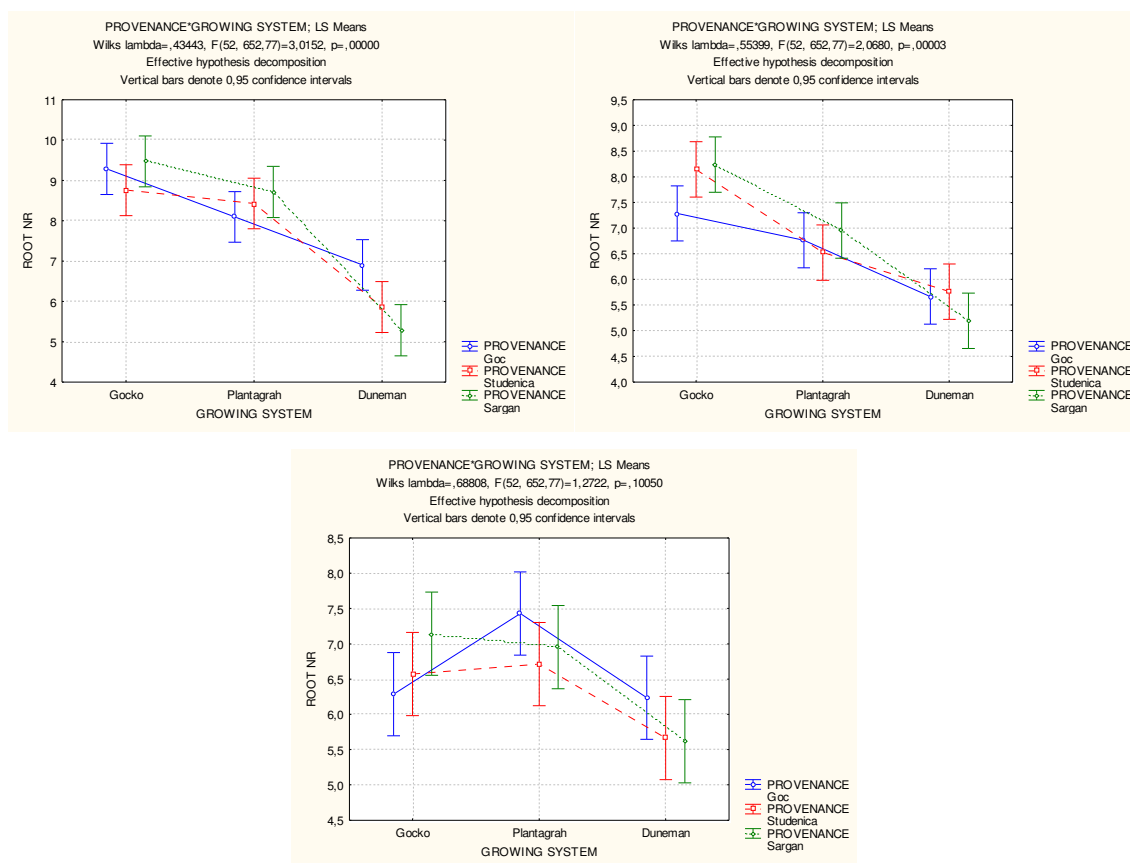 PROVENANCE*GROWING SYSTEM; LS Means
Wilks lambda=,43443, F(52, 652,77)=3,0152, p=,00000
Effective hypothesis decomposition
Vertical bars denote 0,95 confidence intervals
11
10
9
8
7
6
5
4
ROOT NR
Gocko Plantagrah Duneman
GROWING SYSTEM
PROVENANCE
Goc
PROVENANCE
Studenica
PROVENANCE
Sargan
PROVENANCE*GROWING SYSTEM; LS Means
Wilks lambda=,55399, F(52, 652,77)=2,0680, p=,00003
Effective hypothesis decomposition
Vertical bars denote 0,95 confidence intervals
9,5
9,0
8,5
8,0
7,5
7,0
6,5
6,0
5,5
5,0
4,5
4,0
ROOT NR
Gocko Plantagrah Duneman
GROWING SYSTEM
PROVENANCE
Goc
PROVENANCE
Studenica
PROVENANCE
Sargan
PROVENANCE*GROWING SYSTEM; LS Means
Wilks lambda=,68808, F(52, 652,77)=1,2722, p=,10050
Effective hypothesis decomposition
Vertical bars denote 0,95 confidence intervals
8,5
8,0
7,5
7,0
6,5
6,0
5,5
5,0
4,5
ROOT NR
Gocko Plantagrah Duneman
GROWING SYSTEM
PROVENANCE
Goc
PROVENANCE
Studenica
PROVENANCE
Sargan